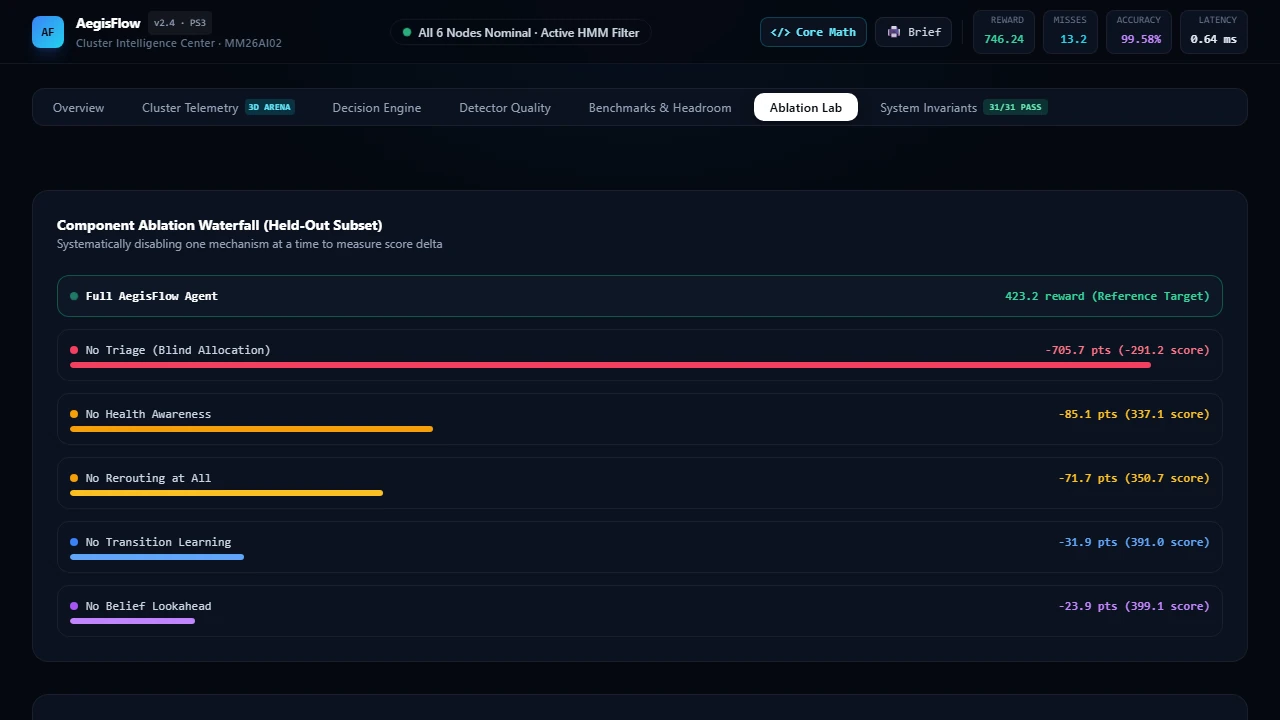 AF
AegisFlow v2.4 · PS3
Cluster Intelligence Center · MM26AI02
All 6 Nodes Nominal · Active HMM Filter
</> Core Math
Brief
REWARD
746.24
MISSES
13.2
ACCURACY
99.58%
LATENCY
0.64 ms
Overview
Cluster Telemetry 3D ARENA
Decision Engine
Detector Quality
Benchmarks & Headroom
Ablation Lab
System Invariants 31/31 PASS
Component Ablation Waterfall (Held-Out Subset)
Systematically disabling one mechanism at a time to measure score delta
Full AegisFlow Agent 423.2 reward (Reference Target)
No Triage (Blind Allocation) -705.7 pts (-291.2 score)
No Health Awareness -85.1 pts (337.1 score)
No Rerouting at All -71.7 pts (350.7 score)
No Transition Learning -31.9 pts (391.0 score)
No Belief Lookahead -23.9 pts (399.1 score)